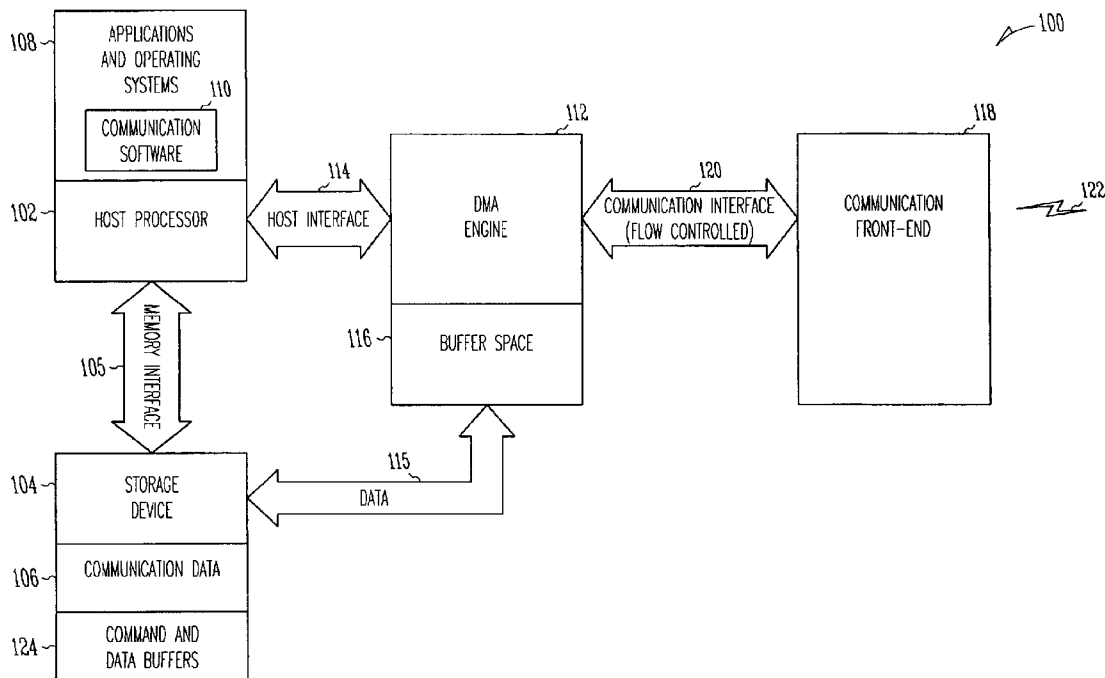 108
APPLICATIONS
AND OPERATING
SYSTEMS
110
COMMUNICATION
SOFTWARE
102
HOST PROCESSOR
114
HOST INTERFACE
112
DMA
ENGINE
116
BUFFER SPACE
120
COMMUNICATION INTERFACE
(FLOW CONTROLLED)
118
COMMUNICATION
FRONT-END
100
122
105
MEMORY INTERFACE
115
DATA
104
STORAGE
DEVICE
106
COMMUNICATION DATA
124
COMMAND AND
DATA BUFFERS